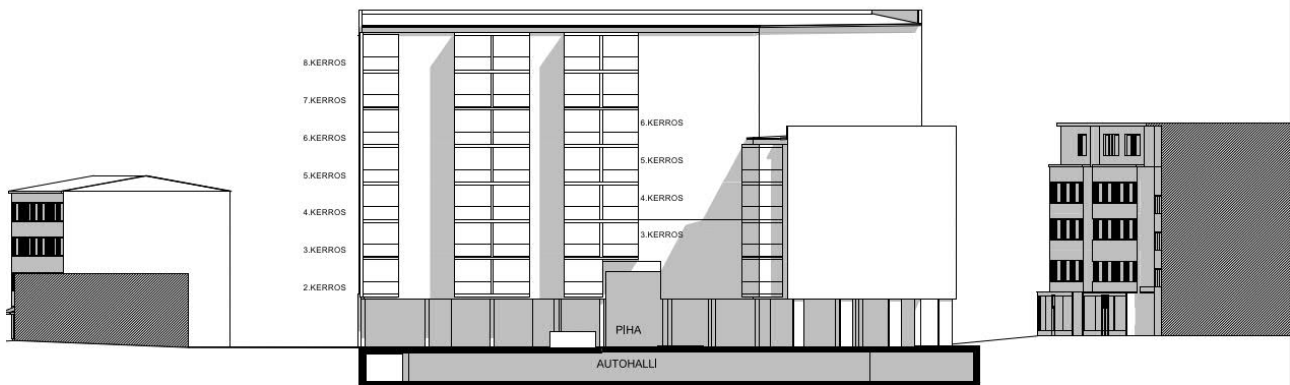 8.KERROS
7.KERROS
6.KERROS
5.KERROS
4.KERROS
3.KERROS
2.KERROS
6.KERROS
5.KERROS
4.KERROS
3.KERROS
PIHA
AUTOHALLI